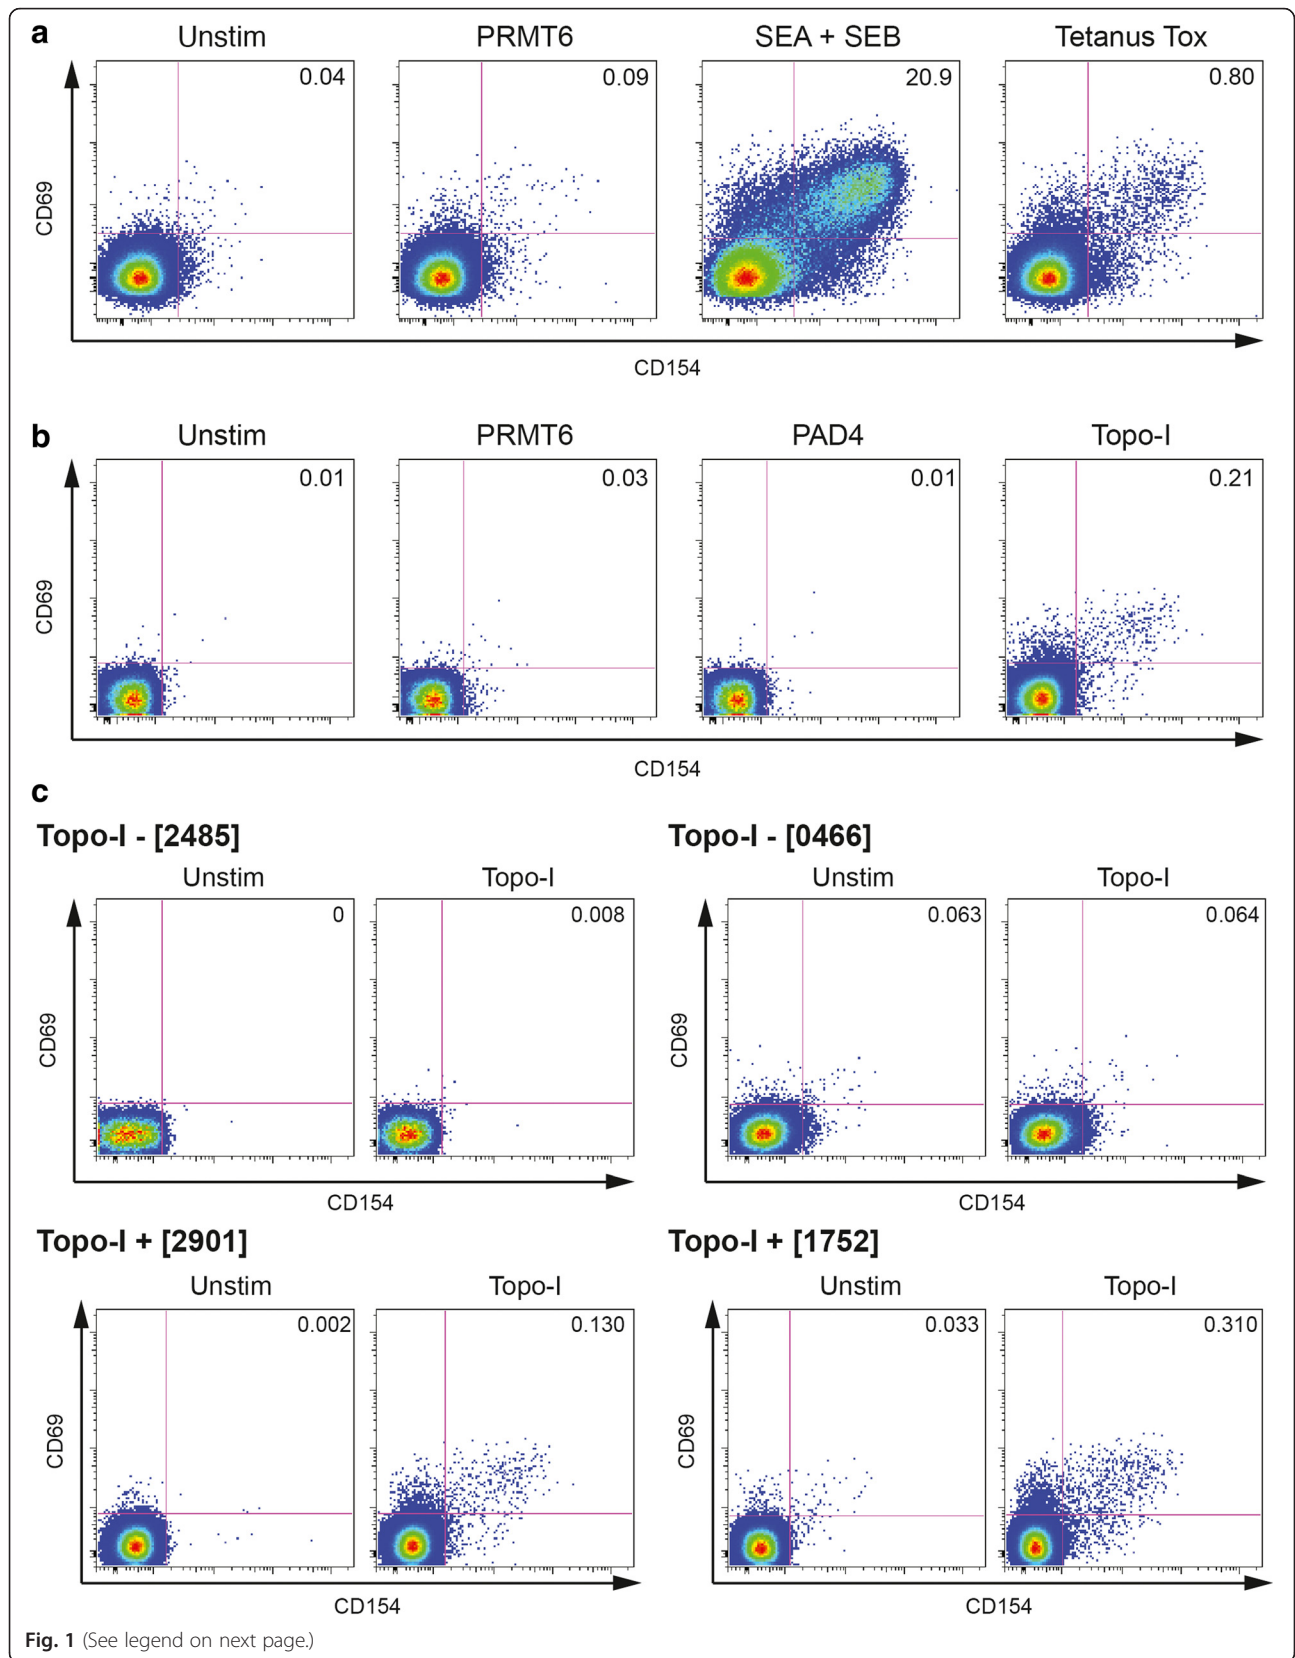 a
Unstim PRMT6 SEA + SEB Tetanus Tox
0.04 0.09 20.9 0.80
CD69
CD154
b
Unstim PRMT6 PAD4 Topo-I
0.01 0.03 0.01 0.21
CD69
CD154
c
Topo-I - [2485] Topo-I - [0466]
Unstim Topo-I Unstim Topo-I
0 0.008 0.063 0.064
CD69 CD69
CD154 CD154
Topo-I + [2901] Topo-I + [1752]
Unstim Topo-I Unstim Topo-I
0.002 0.130 0.033 0.310
CD69 CD69
CD154 CD154
Fig. 1 (See legend on next page.)